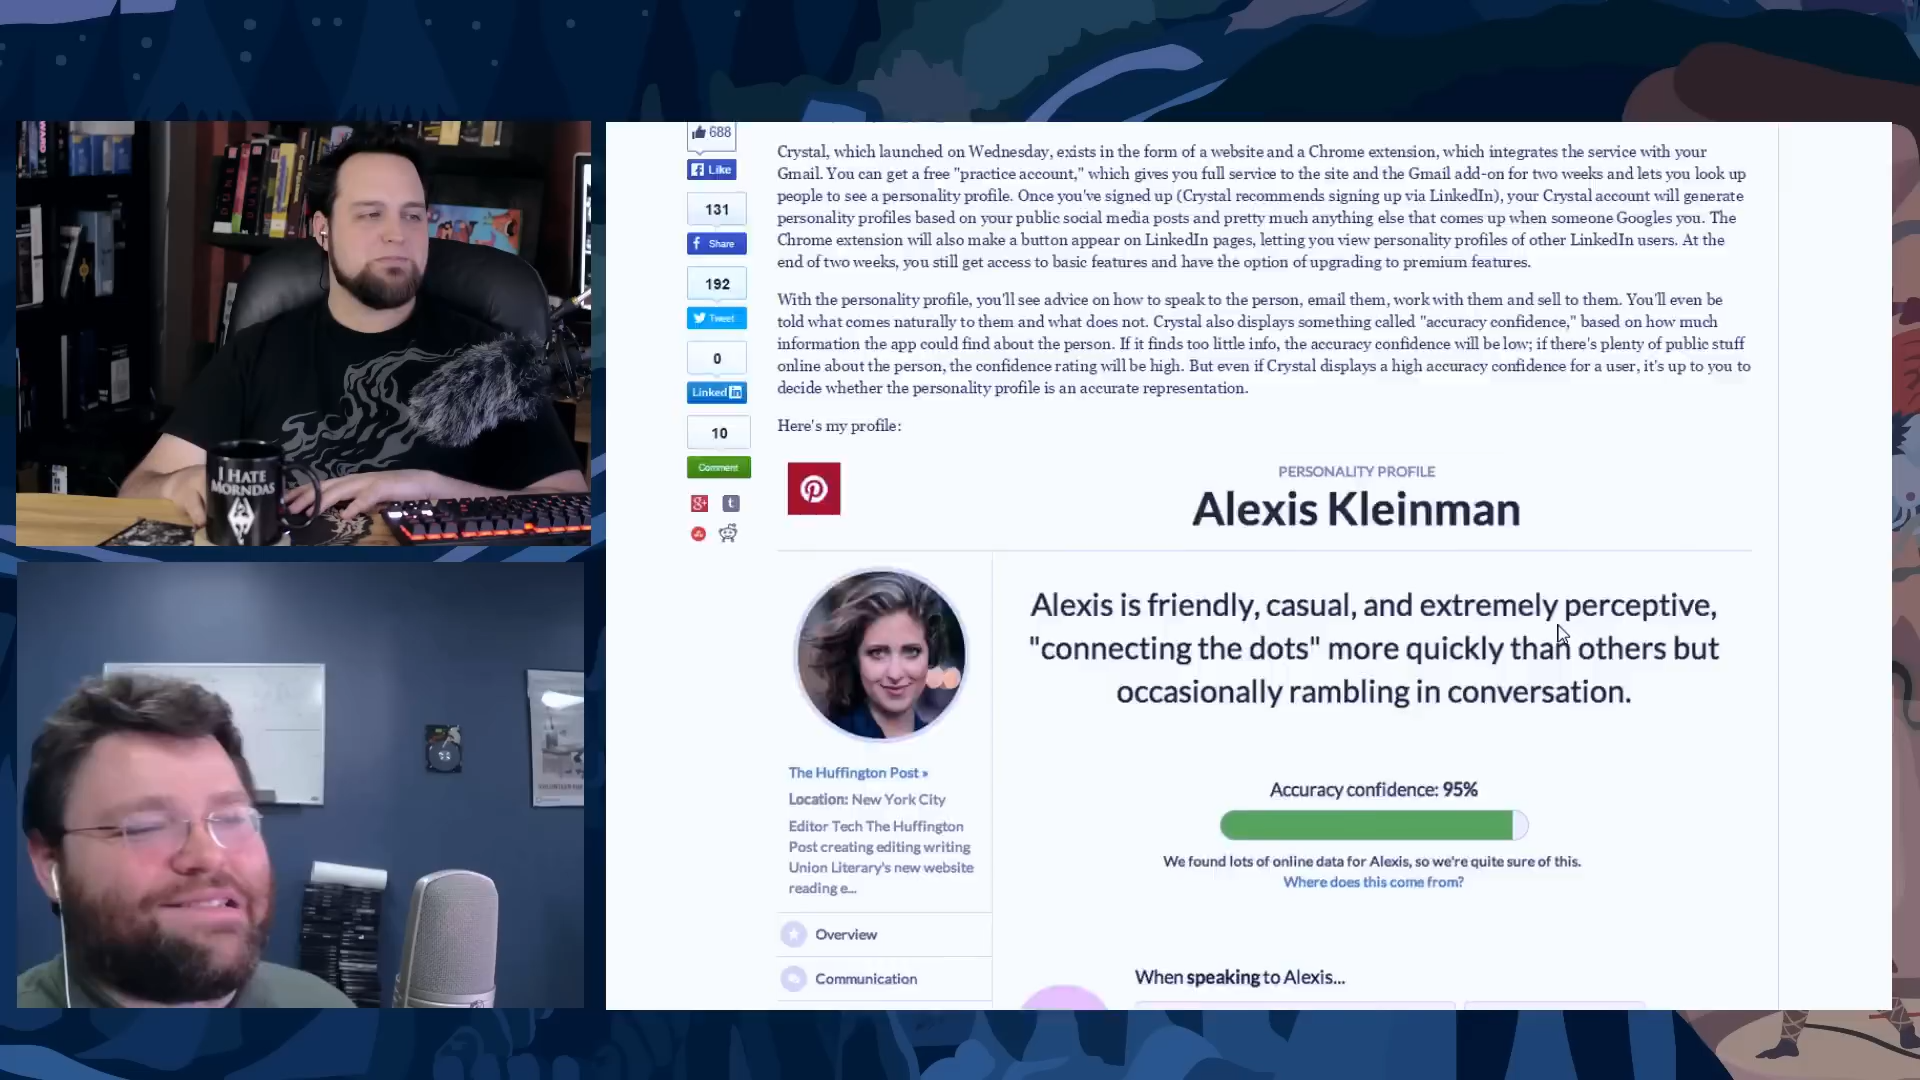 I HATE
MORNDAS
688
Like
131
Share
192
Tweet
0
Linked in
10
Comment
Crystal, which launched on Wednesday, exists in the form of a website and a Chrome extension, which integrates the service with your
Gmail. You can get a free "practice account," which gives you full service to the site and the Gmail add-on for two weeks and lets you look up
people to see a personality profile. Once you've signed up (Crystal recommends signing up via LinkedIn), your Crystal account will generate
personality profiles based on your public social media posts and pretty much anything else that comes up when someone Googles you. The
Chrome extension will also make a button appear on LinkedIn pages, letting you view personality profiles of other LinkedIn users. At the
end of two weeks, you still get access to basic features and have the option of upgrading to premium features.
With the personality profile, you'll see advice on how to speak to the person, email them, work with them and sell to them. You'll even be
told what comes naturally to them and what does not. Crystal also displays something called "accuracy confidence," based on how much
information the app could find about the person. If it finds too little info, the accuracy confidence will be low; if there's plenty of public stuff
online about the person, the confidence rating will be high. But even if Crystal displays a high accuracy confidence for a user, it's up to you to
decide whether the personality profile is an accurate representation.
Here's my profile:
PERSONALITY PROFILE
Alexis Kleinman
Alexis is friendly, casual, and extremely perceptive,
"connecting the dots" more quickly than others but
occasionally rambling in conversation.
The Huffington Post »
Location: New York City
Editor Tech The Huffington
Post creating editing writing
Union Literary's new website
reading e...
Accuracy confidence: 95%
We found lots of online data for Alexis, so we're quite sure of this.
Where does this come from?
Overview
Communication
When speaking to Alexis...